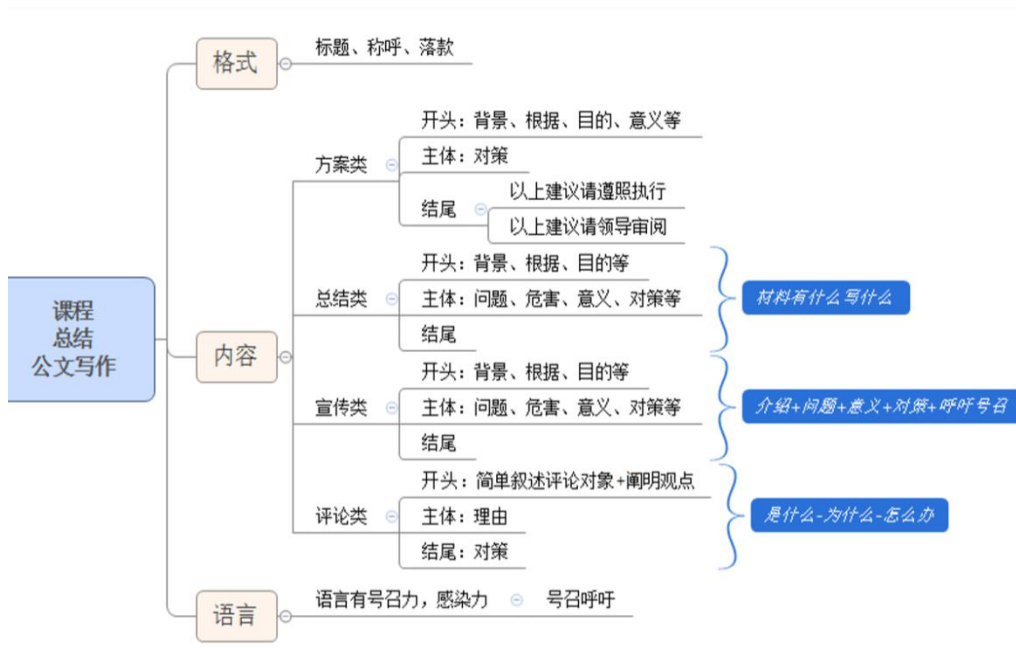 课程
总结
公文写作
格式
标题、称呼、落款
内容
方案类
开头：背景、根据、目的、意义等
主体：对策
结尾
以上建议请遵照执行
以上建议请领导审阅
总结类
开头：背景、根据、目的等
主体：问题、危害、意义、对策等
结尾
材料有什么写什么
宣传类
开头：背景、根据、目的等
主体：问题、危害、意义、对策等
结尾
介绍+问题+意义+对策+呼吁号召
评论类
开头：简单叙述评论对象+阐明观点
主体：理由
结尾：对策
是什么-为什么-怎么办
语言
语言有号召力，感染力
号召呼吁